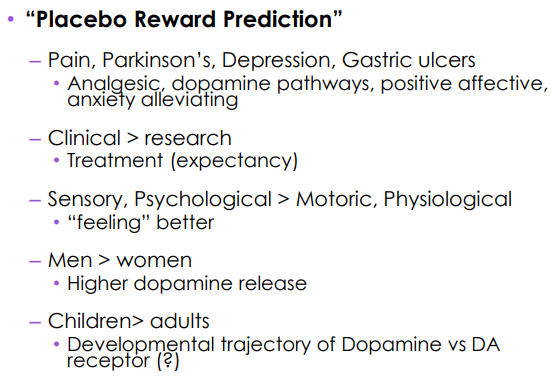 • “Placebo Reward Prediction”
– Pain, Parkinson’s, Depression, Gastric ulcers
• Analgesic, dopamine pathways, positive affective,
anxiety alleviating
– Clinical > research
• Treatment (expectancy)
– Sensory, Psychological > Motoric, Physiological
• “feeling” better
– Men > women
• Higher dopamine release
– Children> adults
• Developmental trajectory of Dopamine vs DA
receptor (?)